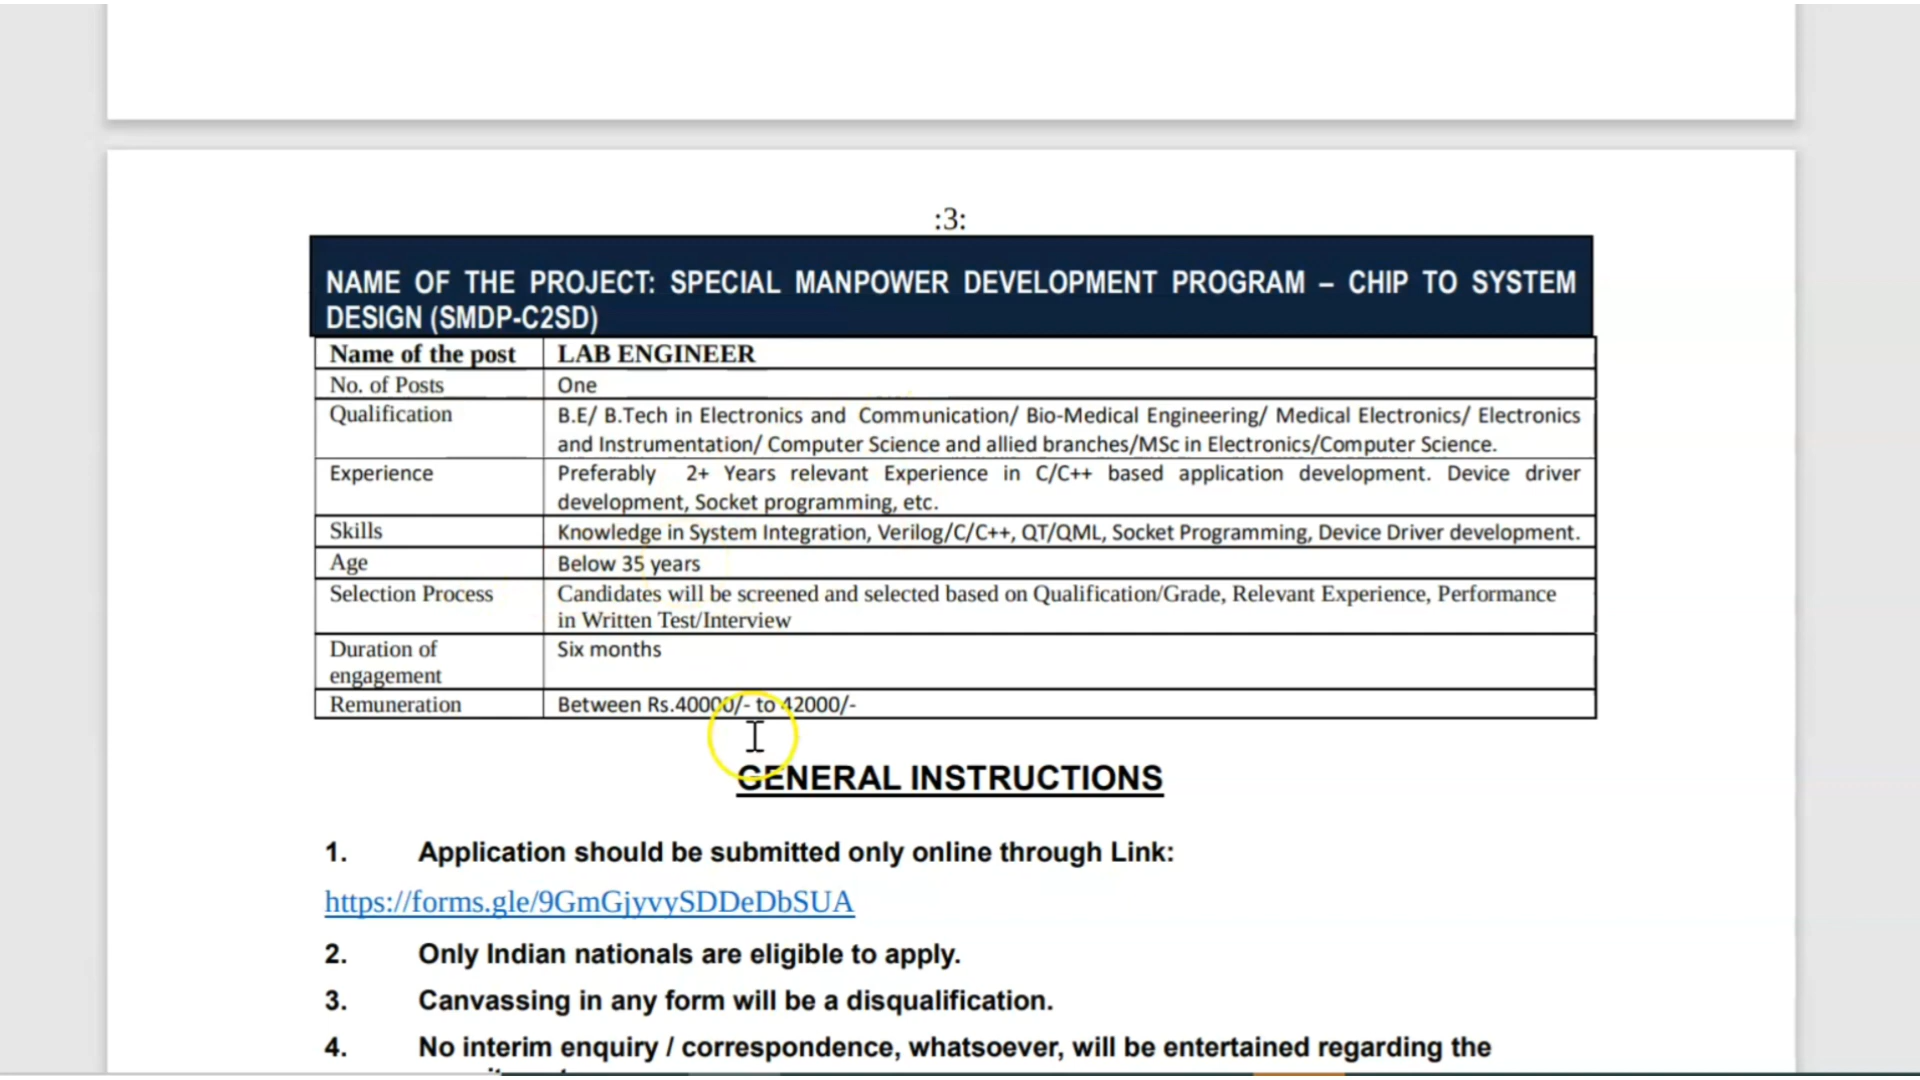 :3:
NAME OF THE PROJECT: SPECIAL MANPOWER DEVELOPMENT PROGRAM – CHIP TO SYSTEM
DESIGN (SMDP-C2SD)
Name of the post LAB ENGINEER
No. of Posts One
Qualification B.E/ B.Tech in Electronics and Communication/ Bio-Medical Engineering/ Medical Electronics/ Electronics
and Instrumentation/ Computer Science and allied branches/MSc in Electronics/Computer Science.
Experience Preferably 2+ Years relevant Experience in C/C++ based application development. Device driver
development, Socket programming, etc.
Skills Knowledge in System Integration, Verilog/C/C++, QT/QML, Socket Programming, Device Driver development.
Age Below 35 years
Selection Process Candidates will be screened and selected based on Qualification/Grade, Relevant Experience, Performance
in Written Test/Interview
Duration of Six months
engagement
Remuneration Between Rs.40000/- to 42000/-
GENERAL INSTRUCTIONS
1. Application should be submitted only online through Link:
https://forms.gle/9GmGjyvySDDeDbSUA
2. Only Indian nationals are eligible to apply.
3. Canvassing in any form will be a disqualification.
4. No interim enquiry / correspondence, whatsoever, will be entertained regarding the